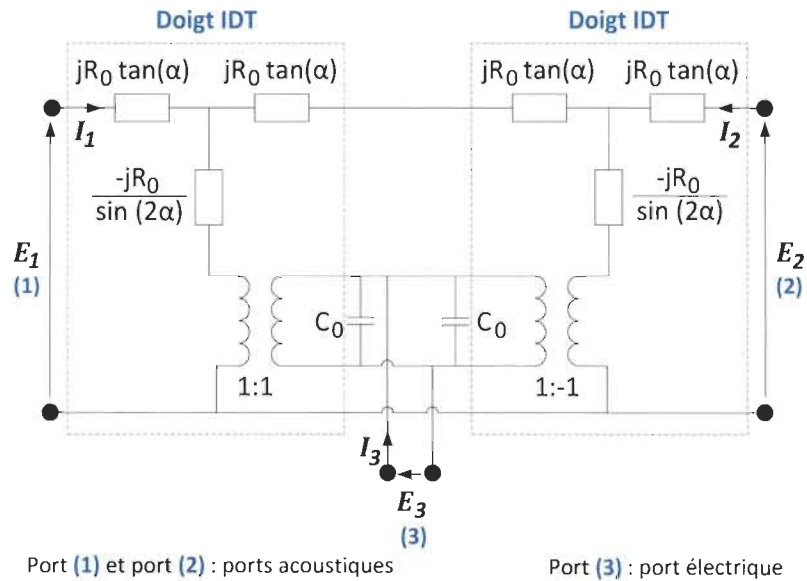 Doigt IDT
Doigt IDT
jR₀ tan(α)
jR₀ tan(α)
jR₀ tan(α)
jR₀ tan(α)
I₁
I₂
-jR₀
sin (2α)
-jR₀
sin (2α)
E₁
(1)
E₂
(2)
C₀
C₀
1:1
1:-1
I₃
E₃
(3)
Port (1) et port (2) : ports acoustiques
Port (3) : port électrique